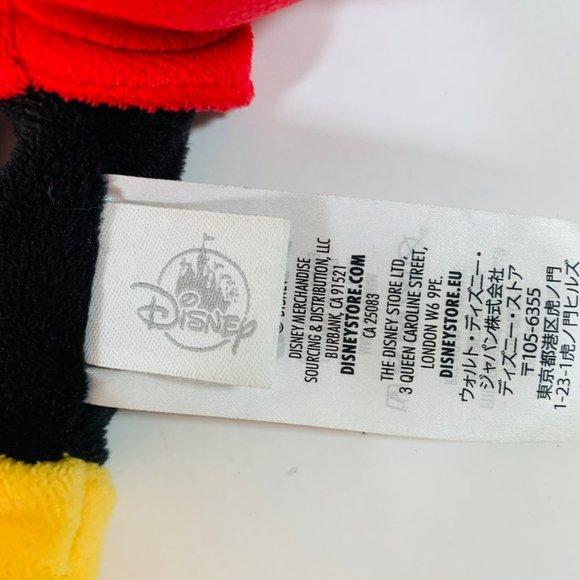 Disney
© DISNEY
DISNEY MERCHANDISE
SOURCING & DISTRIBUTION, LLC
BURBANK, CA 91521
DISNEYSTORE.COM
CA 25083
THE DISNEY STORE LTD,
3 QUEEN CAROLINE STREET,
LONDON W6 9PE.
DISNEYSTORE.EU
ウォルト・ディズニー・
ジャパン株式会社
ディズニー・ストア
〒105-6355
東京都港区虎ノ門
1-23-1虎ノ門ヒルズ